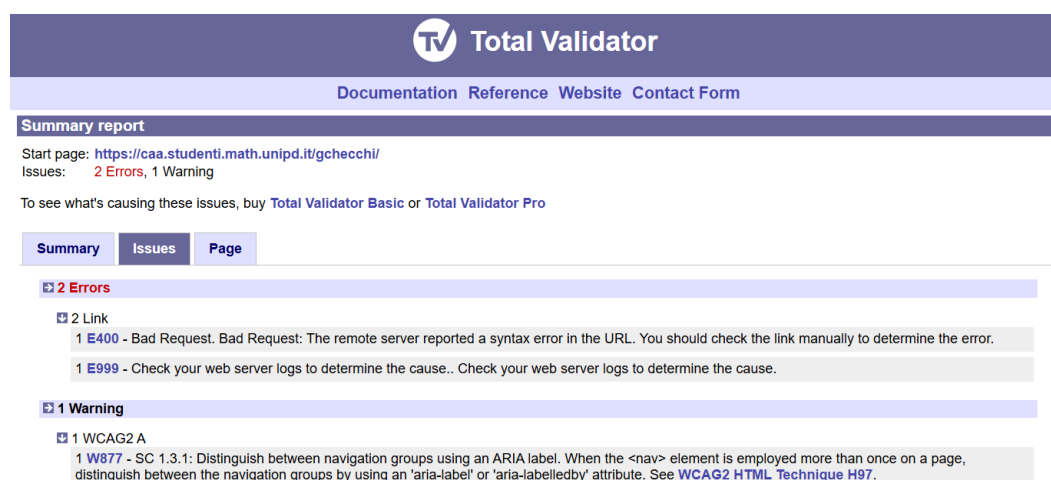 TV Total Validator
Documentation Reference Website Contact Form
Summary report
Start page: https://caa.studenti.math.unipd.it/gchecchi/
Issues: 2 Errors, 1 Warning
To see what's causing these issues, buy Total Validator Basic or Total Validator Pro
Summary Issues Page
2 Errors
2 Link
1 E400 - Bad Request. Bad Request: The remote server reported a syntax error in the URL. You should check the link manually to determine the error.
1 E999 - Check your web server logs to determine the cause.. Check your web server logs to determine the cause.
1 Warning
1 WCAG2 A
1 W877 - SC 1.3.1: Distinguish between navigation groups using an ARIA label. When the <nav> element is employed more than once on a page,
distinguish between the navigation groups by using an 'aria-label' or 'aria-labelledby' attribute. See WCAG2 HTML Technique H97.